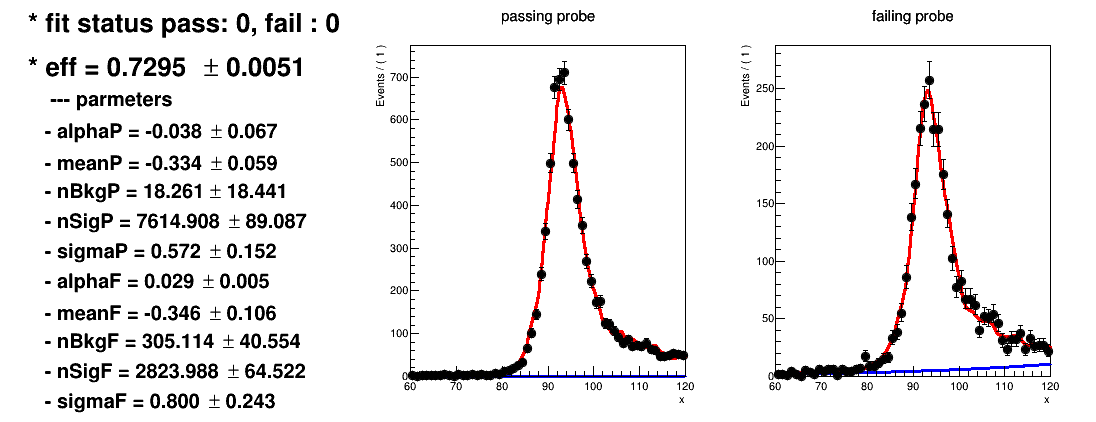 * fit status pass: 0, fail : 0
* eff = 0.7295 ± 0.0051
--- parmeters
- alphaP = -0.038 ± 0.067
- meanP = -0.334 ± 0.059
- nBkgP = 18.261 ± 18.441
- nSigP = 7614.908 ± 89.087
- sigmaP = 0.572 ± 0.152
- alphaF = 0.029 ± 0.005
- meanF = -0.346 ± 0.106
- nBkgF = 305.114 ± 40.554
- nSigF = 2823.988 ± 64.522
- sigmaF = 0.800 ± 0.243
passing probe
Events / ( 1 )
700
600
500
400
300
200
100
0
60 70 80 90 100 110 120
x
failing probe
Events / ( 1 )
250
200
150
100
50
0
60 70 80 90 100 110 120
x